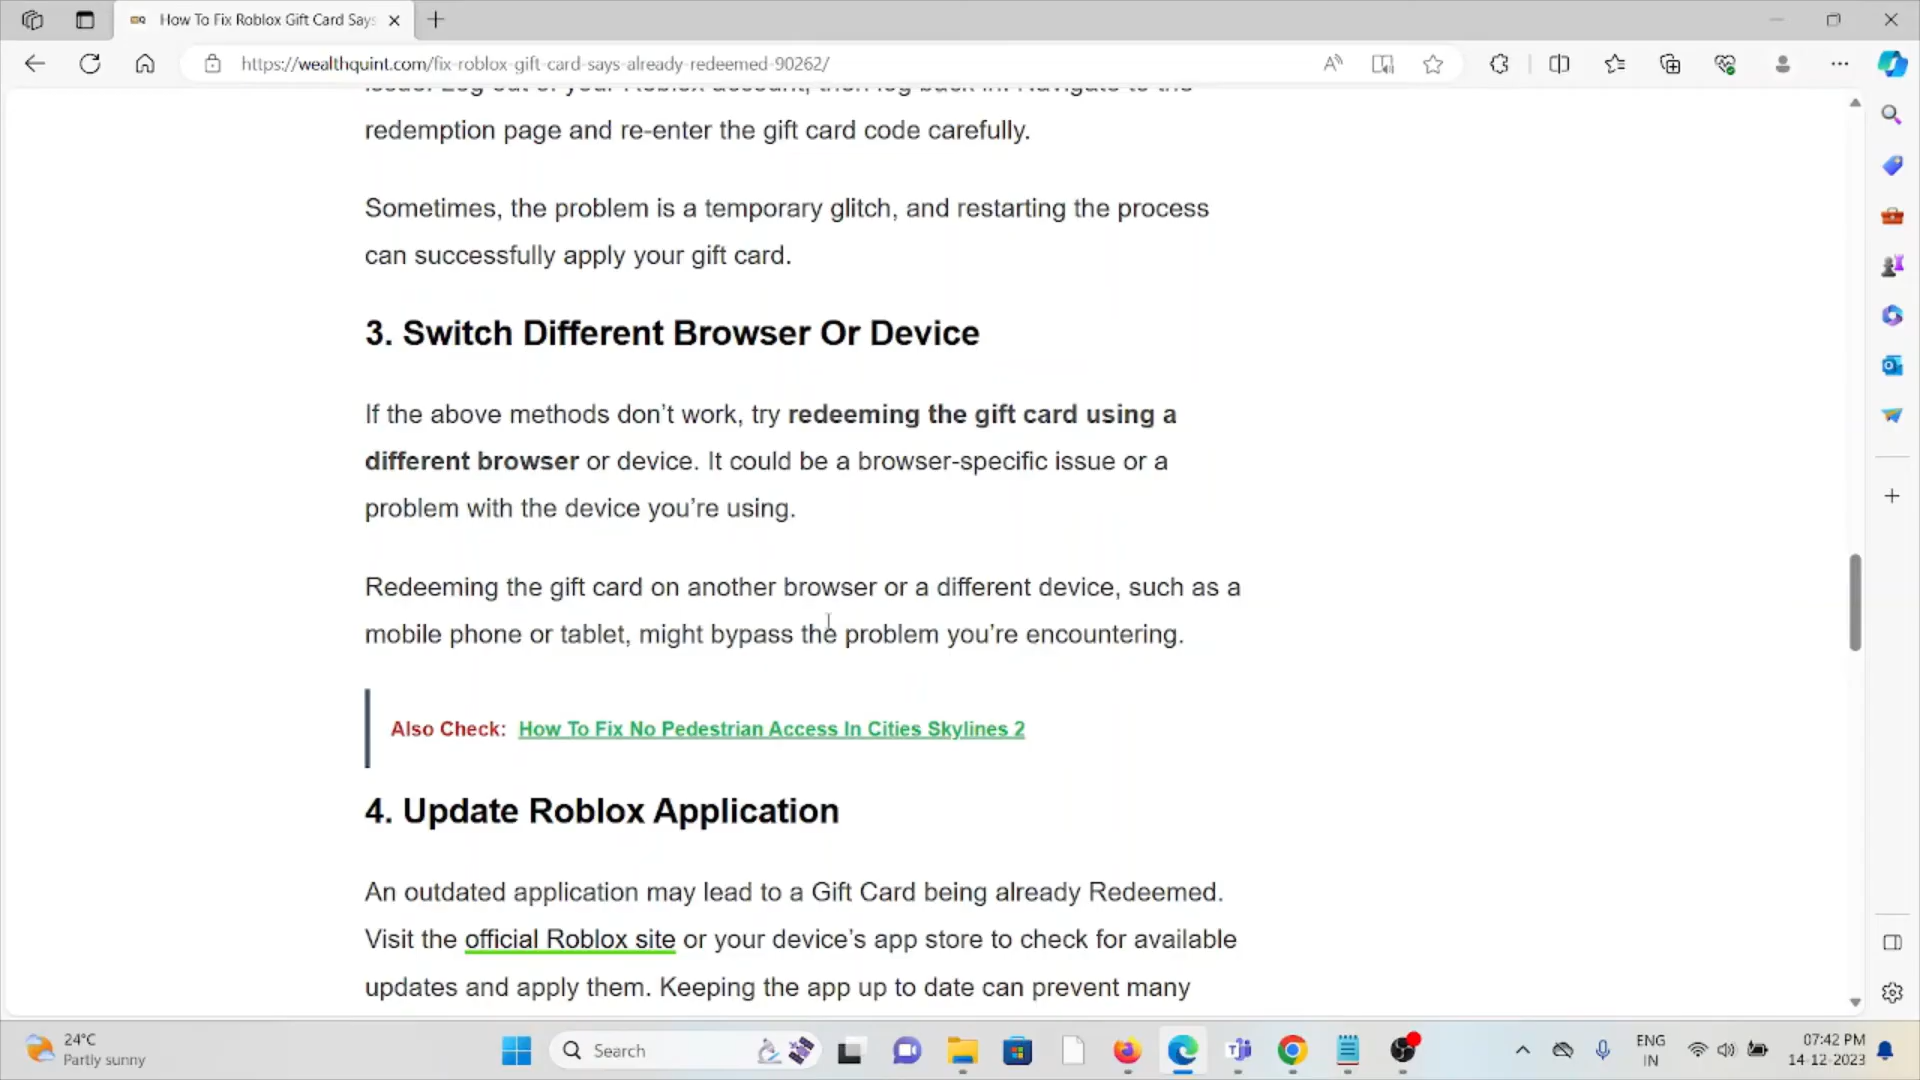 How To Fix Roblox Gift Card Says
https://wealthquint.com/fix-roblox-gift-card-says-already-redeemed-90262/
redemption page and re-enter the gift card code carefully.
Sometimes, the problem is a temporary glitch, and restarting the process
can successfully apply your gift card.
3. Switch Different Browser Or Device
If the above methods don’t work, try redeeming the gift card using a
different browser or device. It could be a browser-specific issue or a
problem with the device you’re using.
Redeeming the gift card on another browser or a different device, such as a
mobile phone or tablet, might bypass the problem you’re encountering.
Also Check: How To Fix No Pedestrian Access In Cities Skylines 2
4. Update Roblox Application
An outdated application may lead to a Gift Card being already Redeemed.
Visit the official Roblox site or your device’s app store to check for available
updates and apply them. Keeping the app up to date can prevent many
24°C
Partly sunny
Search
ENG
IN
07:42 PM
14-12-2023